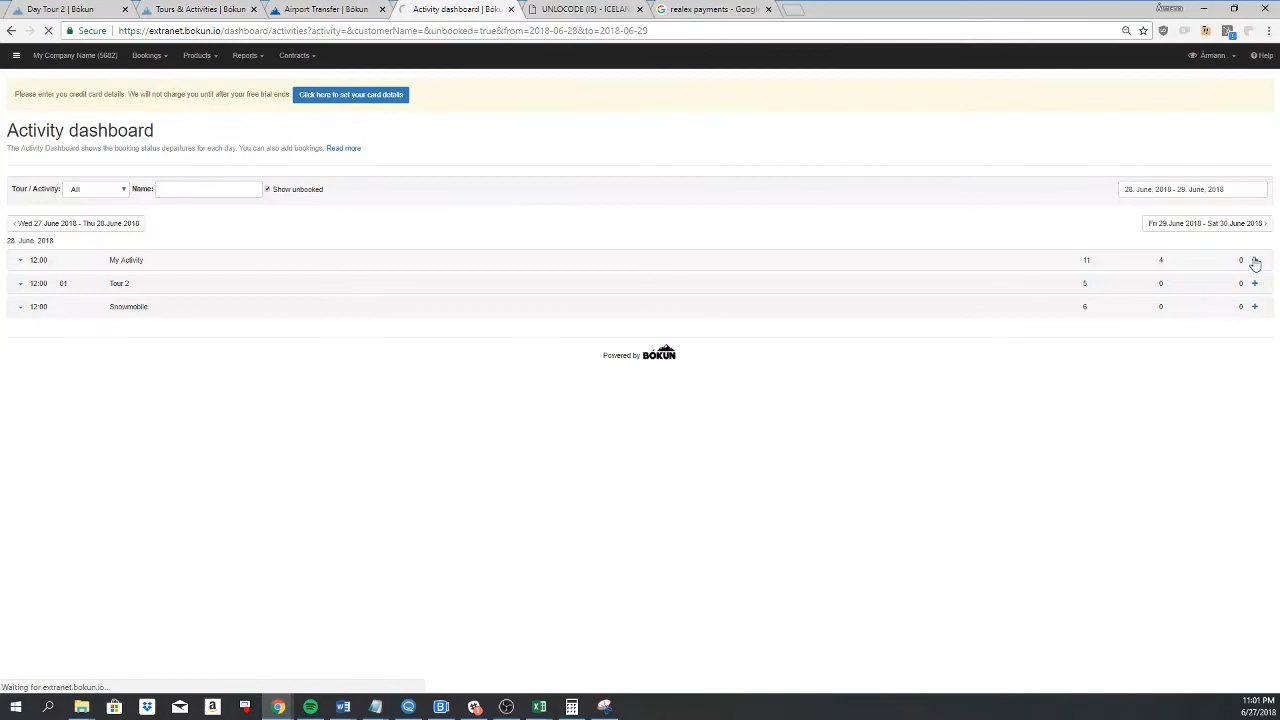 Day Tour 2 | Bókun
Tours & Activities | Bókun
Airport Transfer | Bókun
Activity dashboard | Bók
UNLOCODE (IS) - ICELAN
realex payments - Googl
Secure https://extranet.bokun.io/dashboard/activities?activity=&customerName=&unbooked=true&from=2018-06-28&to=2018-06-29
My Company Name (5682) Bookings Products Reports Contracts Ármann . Help
Please enter you credit card details. We will not charge you until after your free trial ends. Click here to set your card details
Activity dashboard
The Activity Dashboard shows the booking status departures for each day. You can also add bookings. Read more
Tour / Activity: All Name: Show unbooked 28. June. 2018 - 29. June. 2018
‹ Wed 27.June 2018 - Thu 28.June 2018 Fri 29.June 2018 - Sat 30.June 2018 ›
28. June. 2018
12:00 My Activity 11 4 0
12:00 01 Tour 2 5 0 0 +
12:00 Snowmobile 6 0 0 +
Powered by BÓKUN
Waiting for extranet.bokun.io...
11:01 PM
6/27/2018